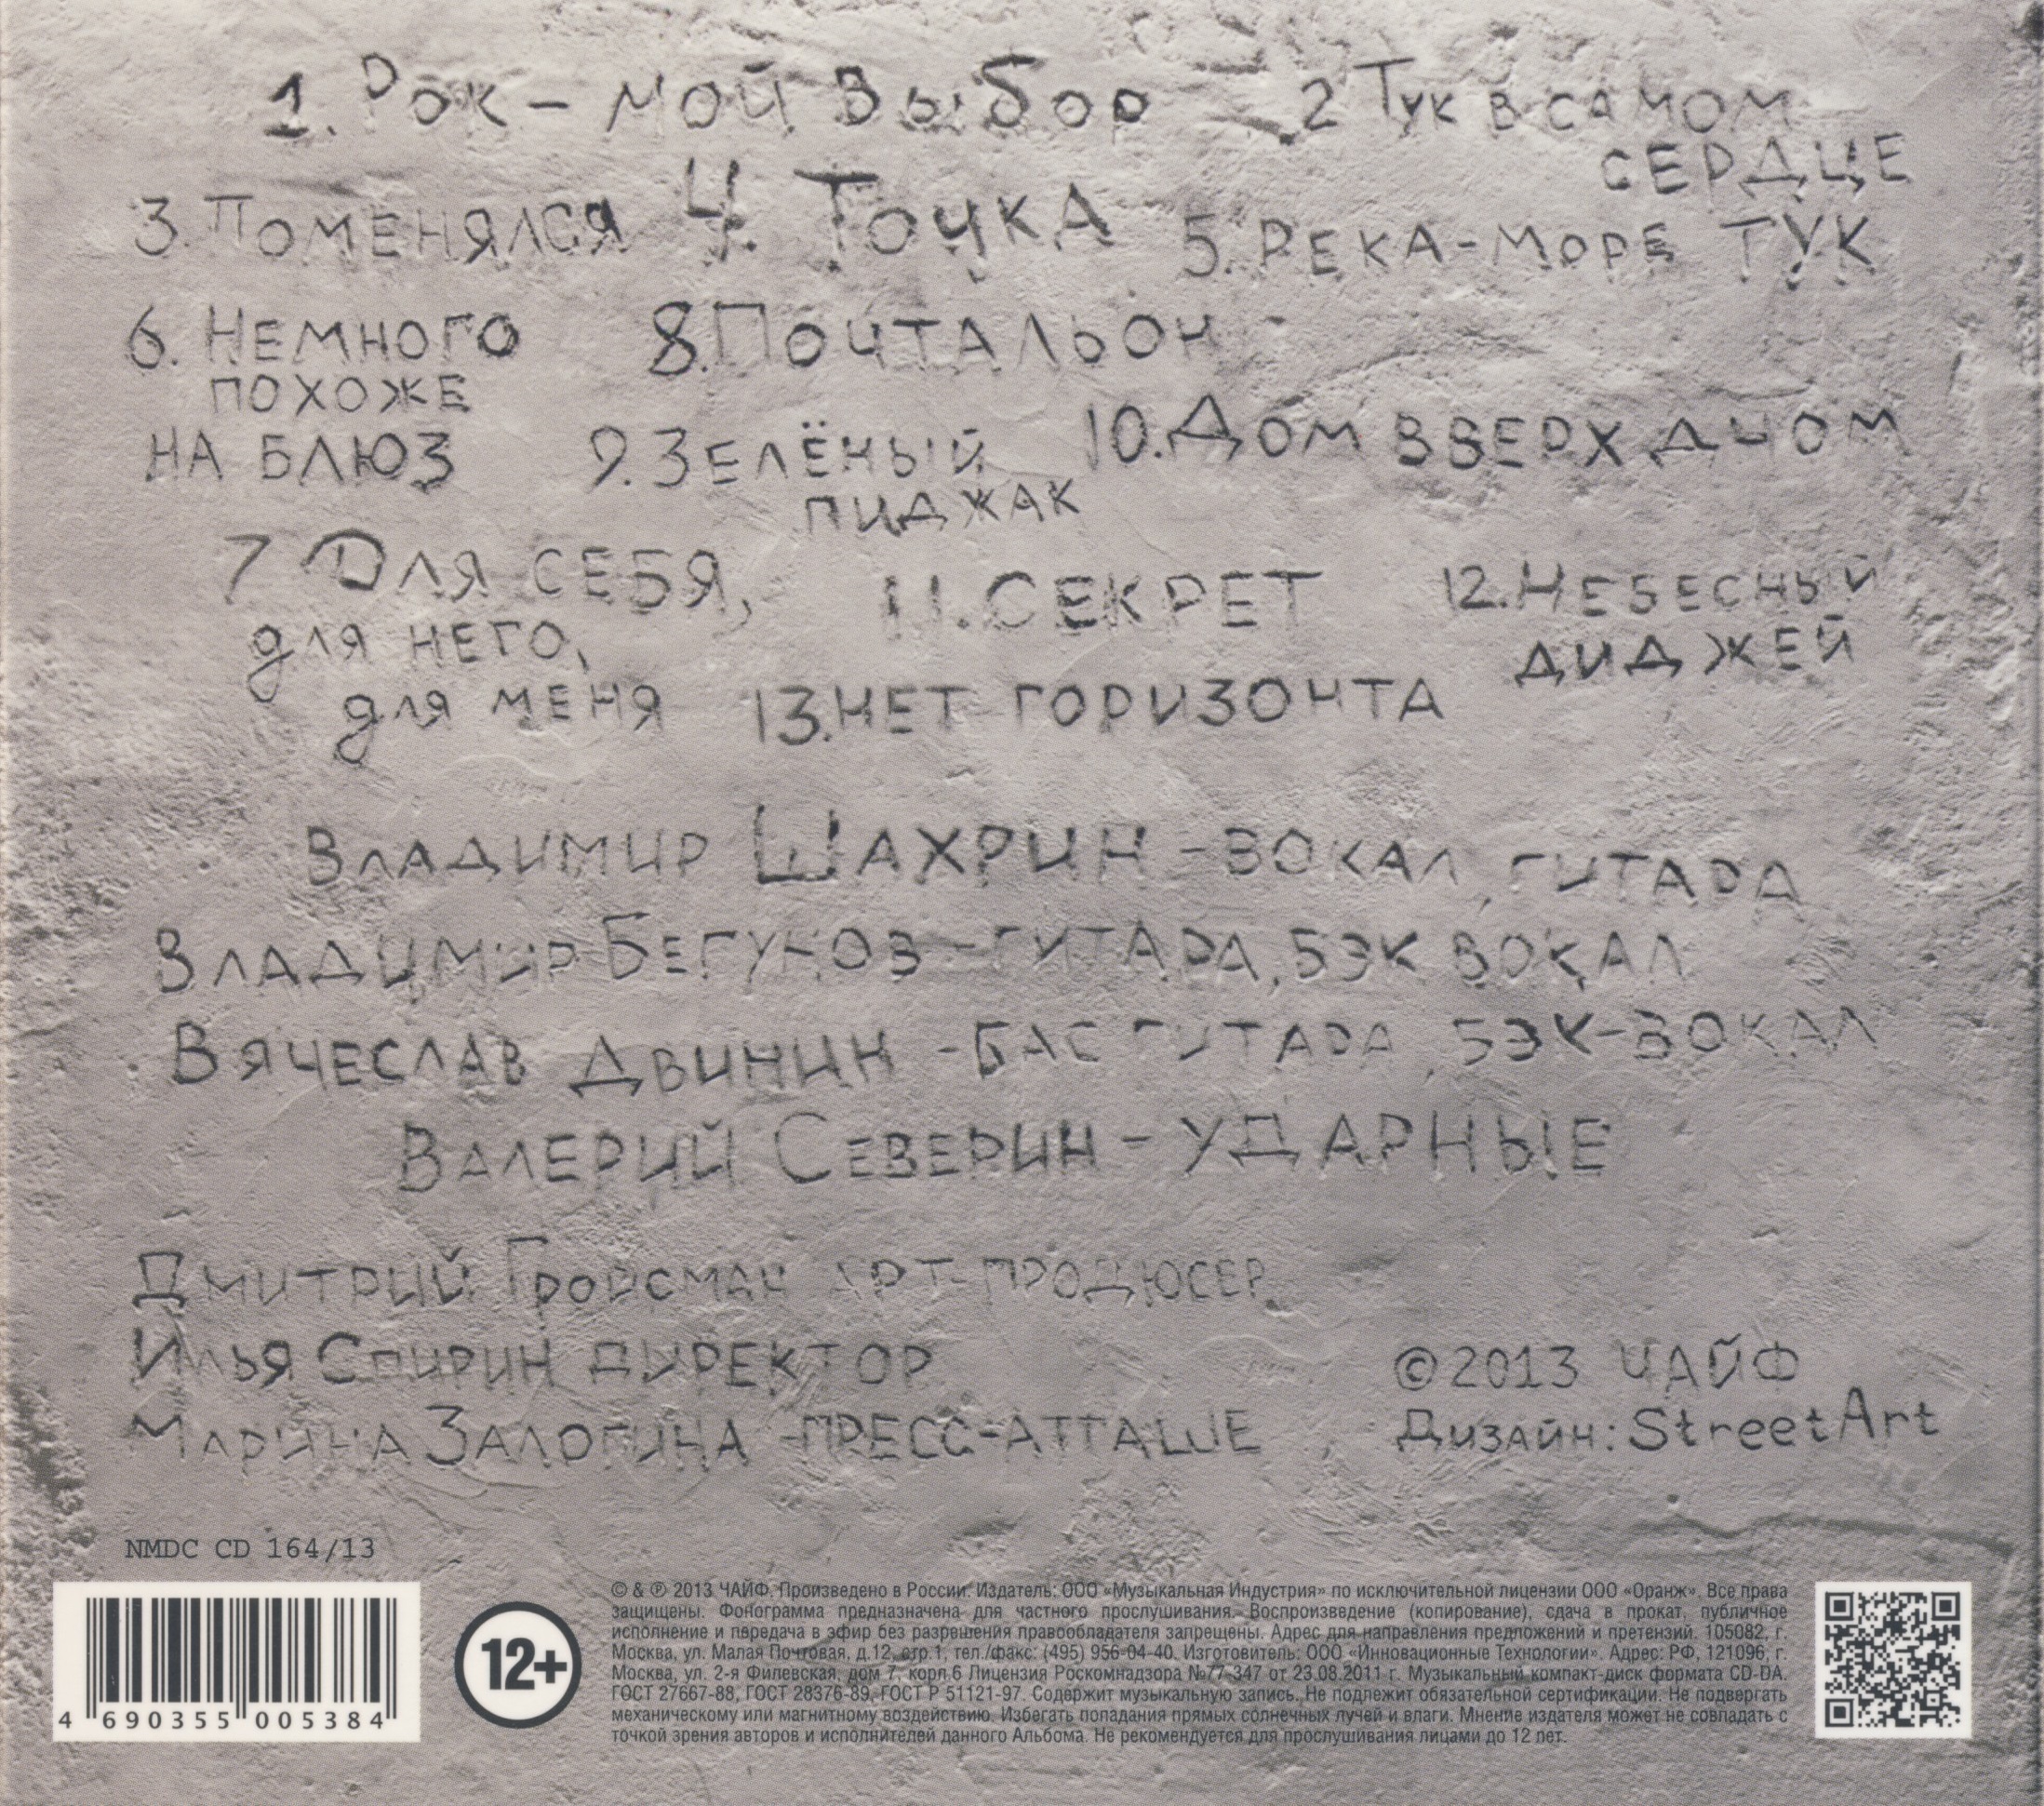 1. Рок – мой выбор
2 Тук в самом
сердце
3. Поменялся
4. Точка
5. Река-море ТУК
6. Немного
похоже
на блюз
8. Почтальон
9. Зелёный
пиджак
10. Дом вверх дном
7 Для себя,
для него,
для меня
11. Секрет
12. Небесный
диджей
13. Нет горизонта
Владимир Шахрин – вокал, гитара
Владимир Бегунов – гитара, бэк вокал
Вячеслав Двинин – бас гитара, бэк-вокал
Валерий Северин – ударные
Дмитрий Гройсман арт-продюсер
Илья Спирин директор
Марина Залогина – пресс-атташе
©2013 ЧАЙФ
Дизайн: StreetArt
NMDC CD 164/13
4 690355 005384
12+
© & ℗ 2013 ЧАЙФ. Произведено в России. Издатель: ООО «Музыкальная Индустрия» по исключительной лицензии ООО «Оранж». Все права
защищены. Фонограмма предназначена для частного прослушивания. Воспроизведение (копирование), сдача в прокат, публичное
исполнение и передача в эфир без разрешения правообладателя запрещены. Адрес для направления предложений и претензий. 105082, г.
Москва, ул. Малая Почтовая, д.12, стр.1, тел./факс: (495) 956-04-40. Изготовитель: ООО «Инновационные Технологии». Адрес: РФ, 121096, г.
Москва, ул. 2-я Филевская, дом 7, корп.6 Лицензия Роскомнадзора №77-347 от 23.08.2011 г. Музыкальный компакт-диск формата CD-DA.
ГОСТ 27667-88, ГОСТ 28376-89, ГОСТ Р 51121-97. Содержит музыкальную запись. Не подлежит обязательной сертификации. Не подвергать
механическому или магнитному воздействию. Избегать попадания прямых солнечных лучей и влаги. Мнение издателя может не совпадать с
точкой зрения авторов и исполнителей данного Альбома. Не рекомендуется для прослушивания лицами до 12 лет.